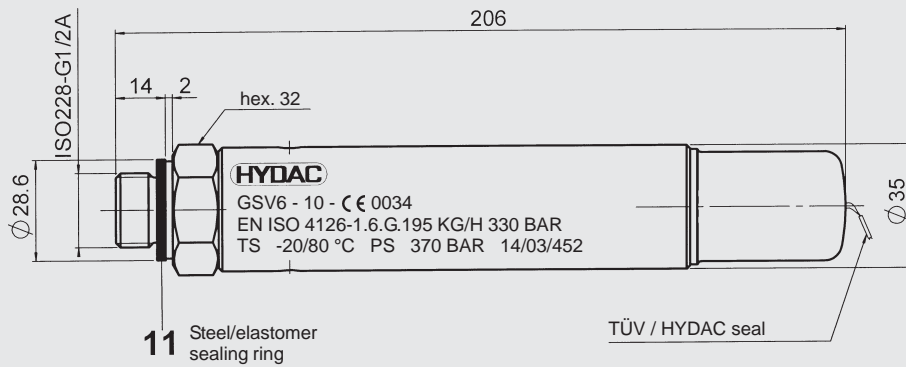 206
ISO228-G1/2A
14
2
hex. 32
HYDAC
GSV6 - 10 - CE 0034
EN ISO 4126-1.6.G.195 KG/H 330 BAR
TS -20/80 °C PS 370 BAR 14/03/452
Ø28.6
Ø35
11 Steel/elastomer
sealing ring
TÜV / HYDAC seal